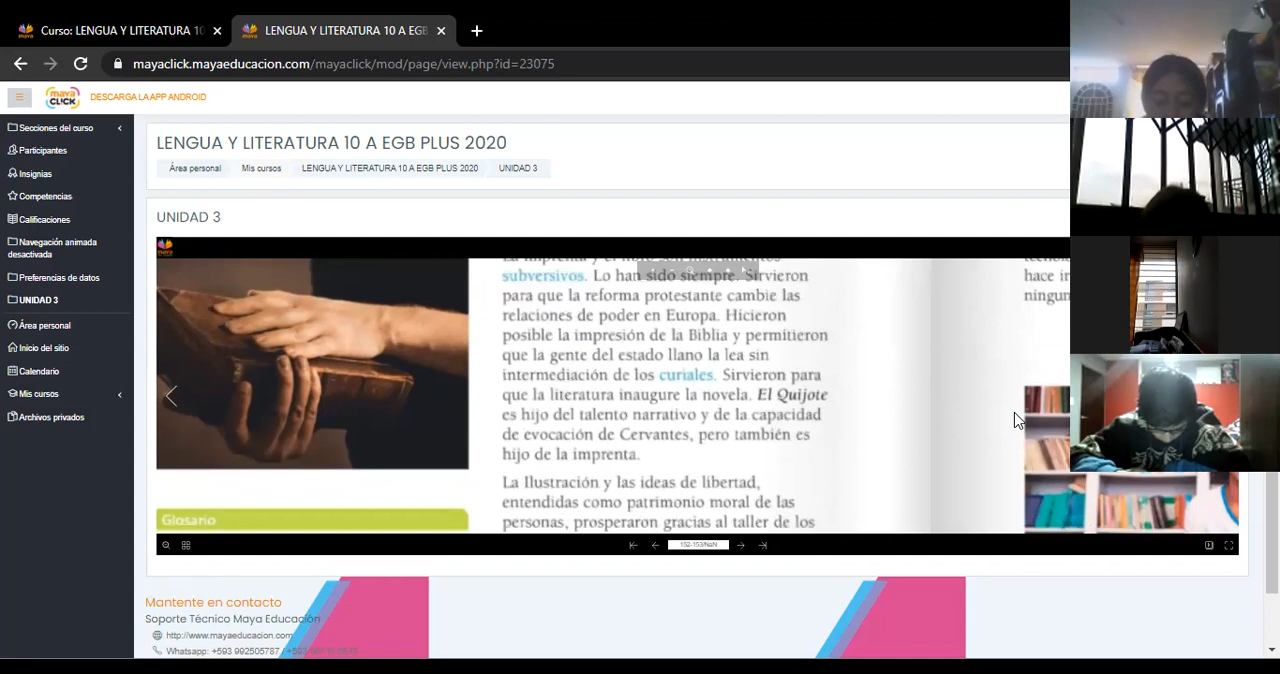 Curso: LENGUA Y LITERATURA 10
LENGUA Y LITERATURA 10 A EGB
mayaclick.mayaeducacion.com/mayaclick/mod/page/view.php?id=23075
maya
CLICK
DESCARGA LA APP ANDROID
Secciones del curso
Participantes
Insignias
Competencias
Calificaciones
Navegación animada
desactivada
Preferencias de datos
UNIDAD 3
Área personal
Inicio del sitio
Calendario
Mis cursos
Archivos privados
LENGUA Y LITERATURA 10 A EGB PLUS 2020
Área personal
Mis cursos
LENGUA Y LITERATURA 10 A EGB PLUS 2020
UNIDAD 3
UNIDAD 3
subversivos. Lo han sido siempre. Sirvieron
para que la reforma protestante cambie las
relaciones de poder en Europa. Hicieron
posible la impresión de la Biblia y permitieron
que la gente del estado llano la lea sin
intermediación de los curiales. Sirvieron para
que la literatura inaugure la novela. El Quijote
es hijo del talento narrativo y de la capacidad
de evocación de Cervantes, pero también es
hijo de la imprenta.
La Ilustración y las ideas de libertad,
entendidas como patrimonio moral de las
personas, prosperaron gracias al taller de los
Glosario
hace
152-153/NaN
Mantente en contacto
Soporte Técnico Maya Educación
http://www.mayaeducacion.com
Whatsapp: +593 992505787 /